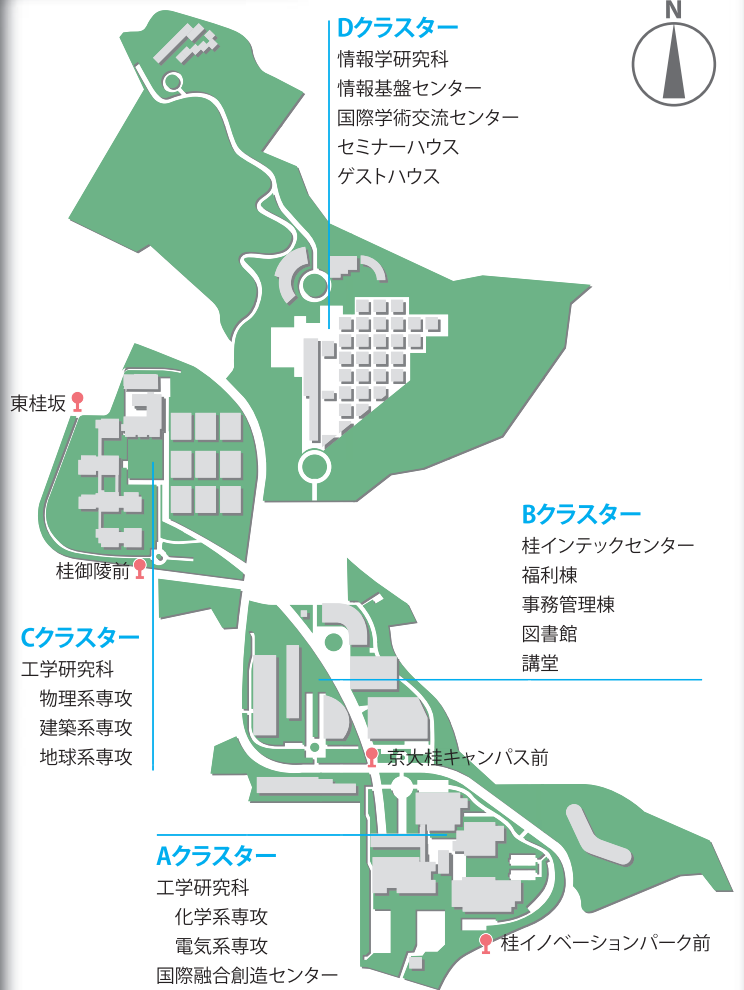 N
Dクラスター
情報学研究科
情報基盤センター
国際学術交流センター
セミナーハウス
ゲストハウス
東桂坂
桂御陵前
Bクラスター
桂インテックセンター
福利棟
事務管理棟
図書館
講堂
Cクラスター
工学研究科
物理系専攻
建築系専攻
地球系専攻
京大桂キャンパス前
Aクラスター
工学研究科
化学系専攻
電気系専攻
国際融合創造センター
桂イノベーションパーク前